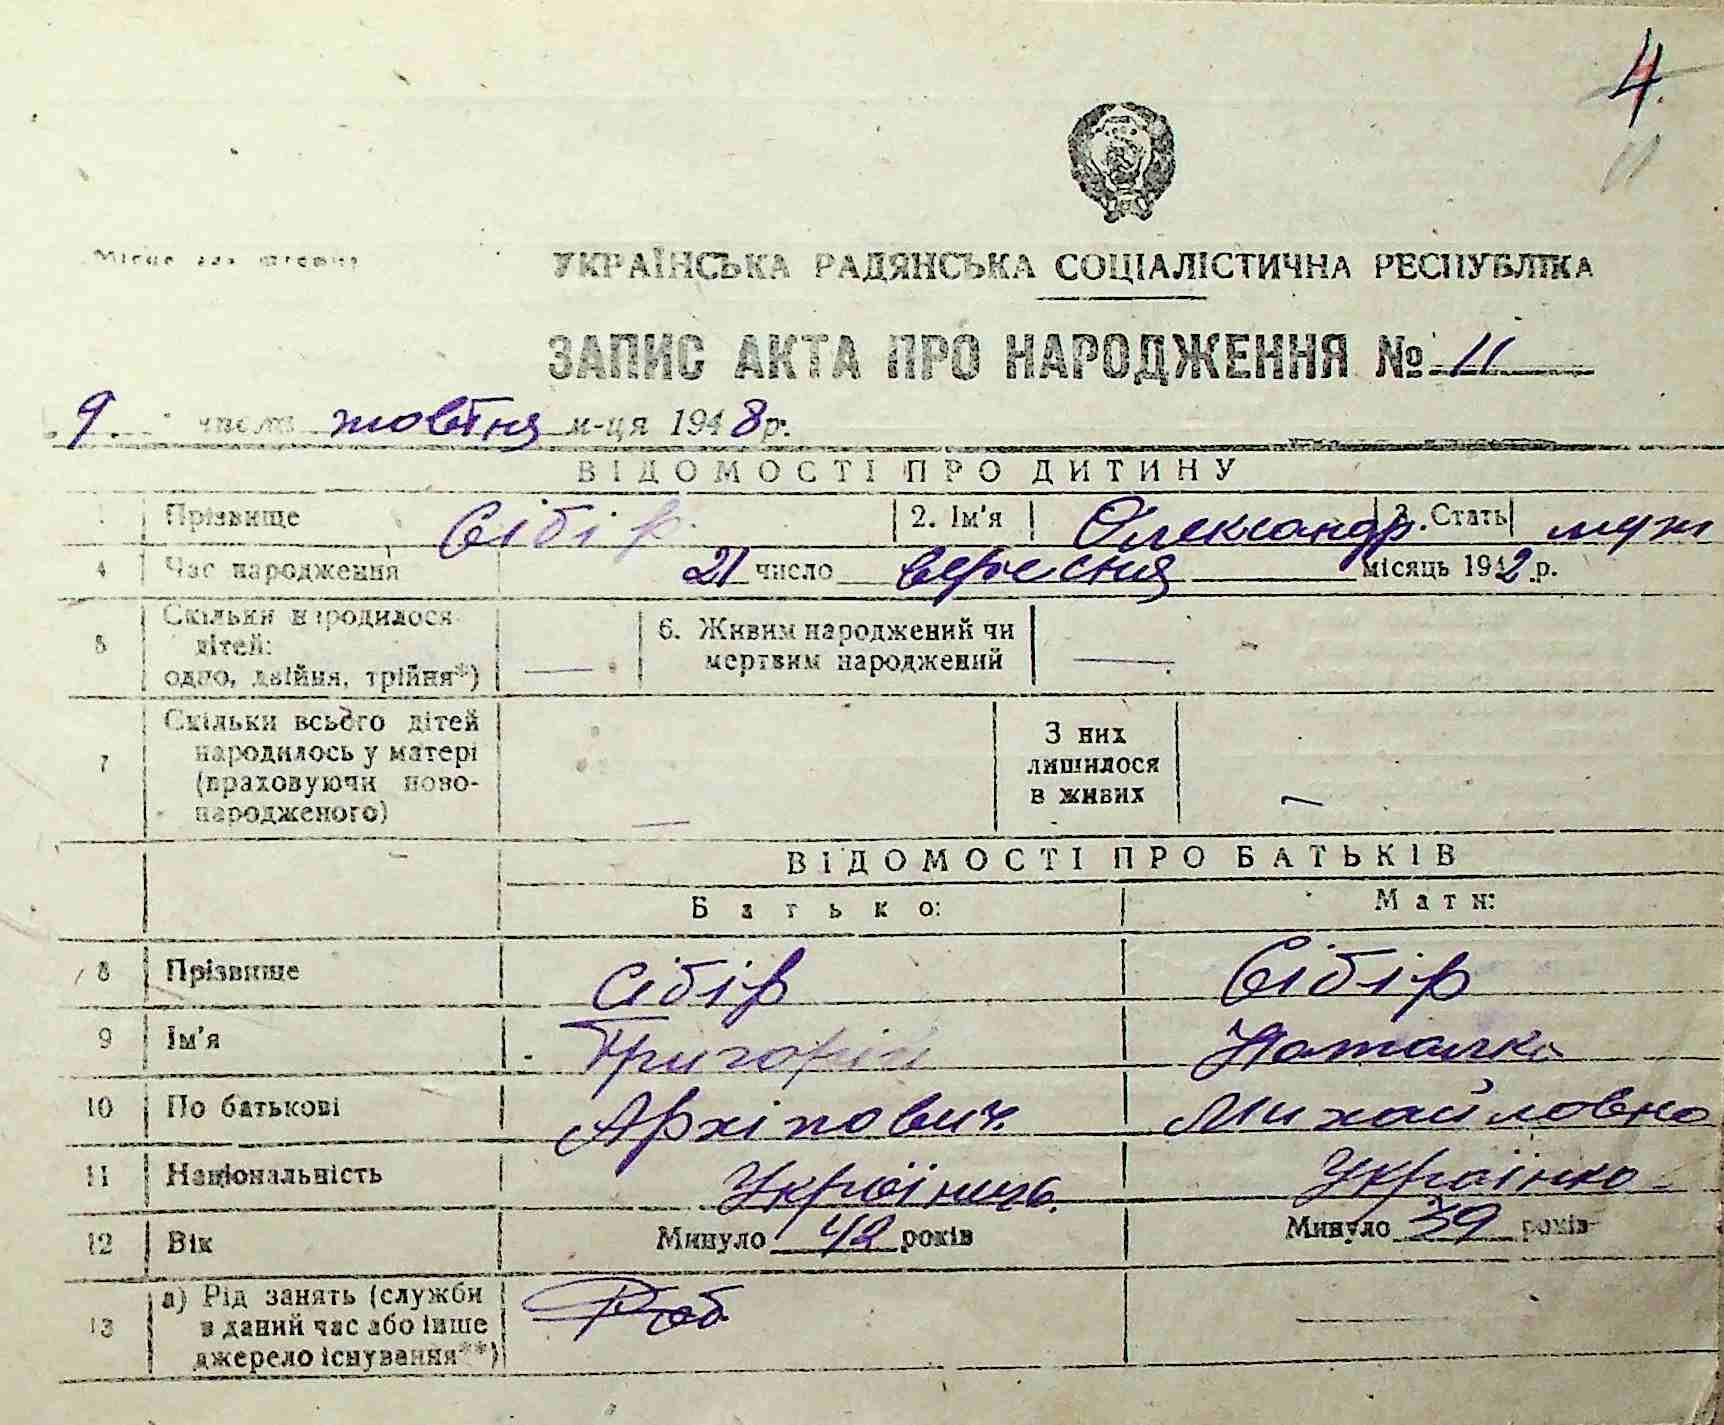 4.
11
Місце для штампа
УКРАЇНСЬКА РАДЯНСЬКА СОЦІАЛІСТИЧНА РЕСПУБЛІКА
ЗАПИС АКТА ПРО НАРОДЖЕННЯ № 11
9. числа жовтня м-ця 1948 р.
ВІДОМОСТІ ПРО ДИТИНУ
1 Прізвище Сібір 2. Ім'я Олександр. 3. Стать муж
4 Час народження 21 число вересня місяць 1942 р.
5 Скільки народилося дітей: одно, двійня, трійня*) — 6. Живим народжений чи мертвим народжений —
7 Скільки всього дітей народилось у матері (враховуючи новонародженого) — З них лишилося в живих —
ВІДОМОСТІ ПРО БАТЬКІВ
Батько: Мати:
8 Прізвище Сібір Сібір
9 Ім'я Григорій Наталка
10 По батькові Архіпович. Михайловна
11 Національність Українець. Українка
12 Вік Минуло 42 років Минуло 39 років
13 а) Рід занять (служби в даний час або інше джерело існування**) Роб —